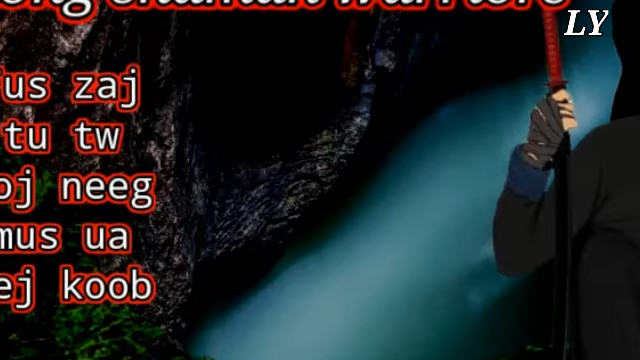 LY
us zaj
tu tw
oj neeg
mus ua
ej koob